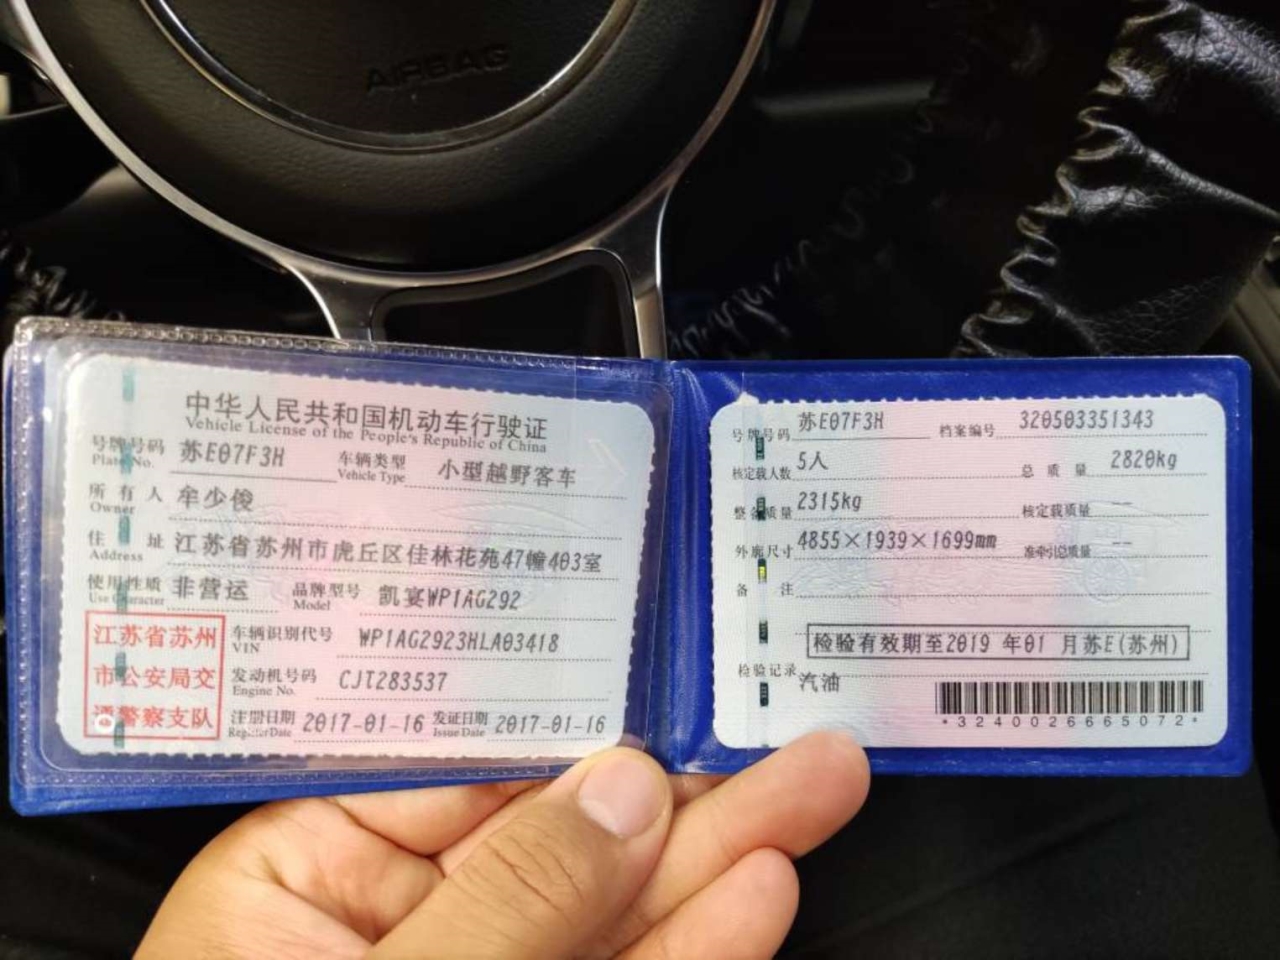 AIRBAG
中华人民共和国机动车行驶证
Vehicle License of the People's Republic of China
号牌号码 苏E07F3H 车辆类型 小型越野客车
Plate No. Vehicle Type
所有人 牟少俊
Owner
住址 江苏省苏州市虎丘区佳林花苑47幢403室
Address
使用性质 非营运 品牌型号 凯宴WP1AG292
Use Character Model
江苏省苏州
市公安局交
通警察支队
车辆识别代号 WP1AG2923HLA03418
VIN
发动机号码 CJT283537
Engine No.
注册日期 2017-01-16 发证日期 2017-01-16
Register Date Issue Date
号牌号码 苏E07F3H 档案编号 320503351343
核定载人数 5人 总质量 2820kg
整备质量 2315kg 核定载质量 --
外廓尺寸 4855×1939×1699mm 准牵引总质量 --
备注
检验有效期至2019 年01 月苏E(苏州)
检验记录
汽油
*3240026665072*